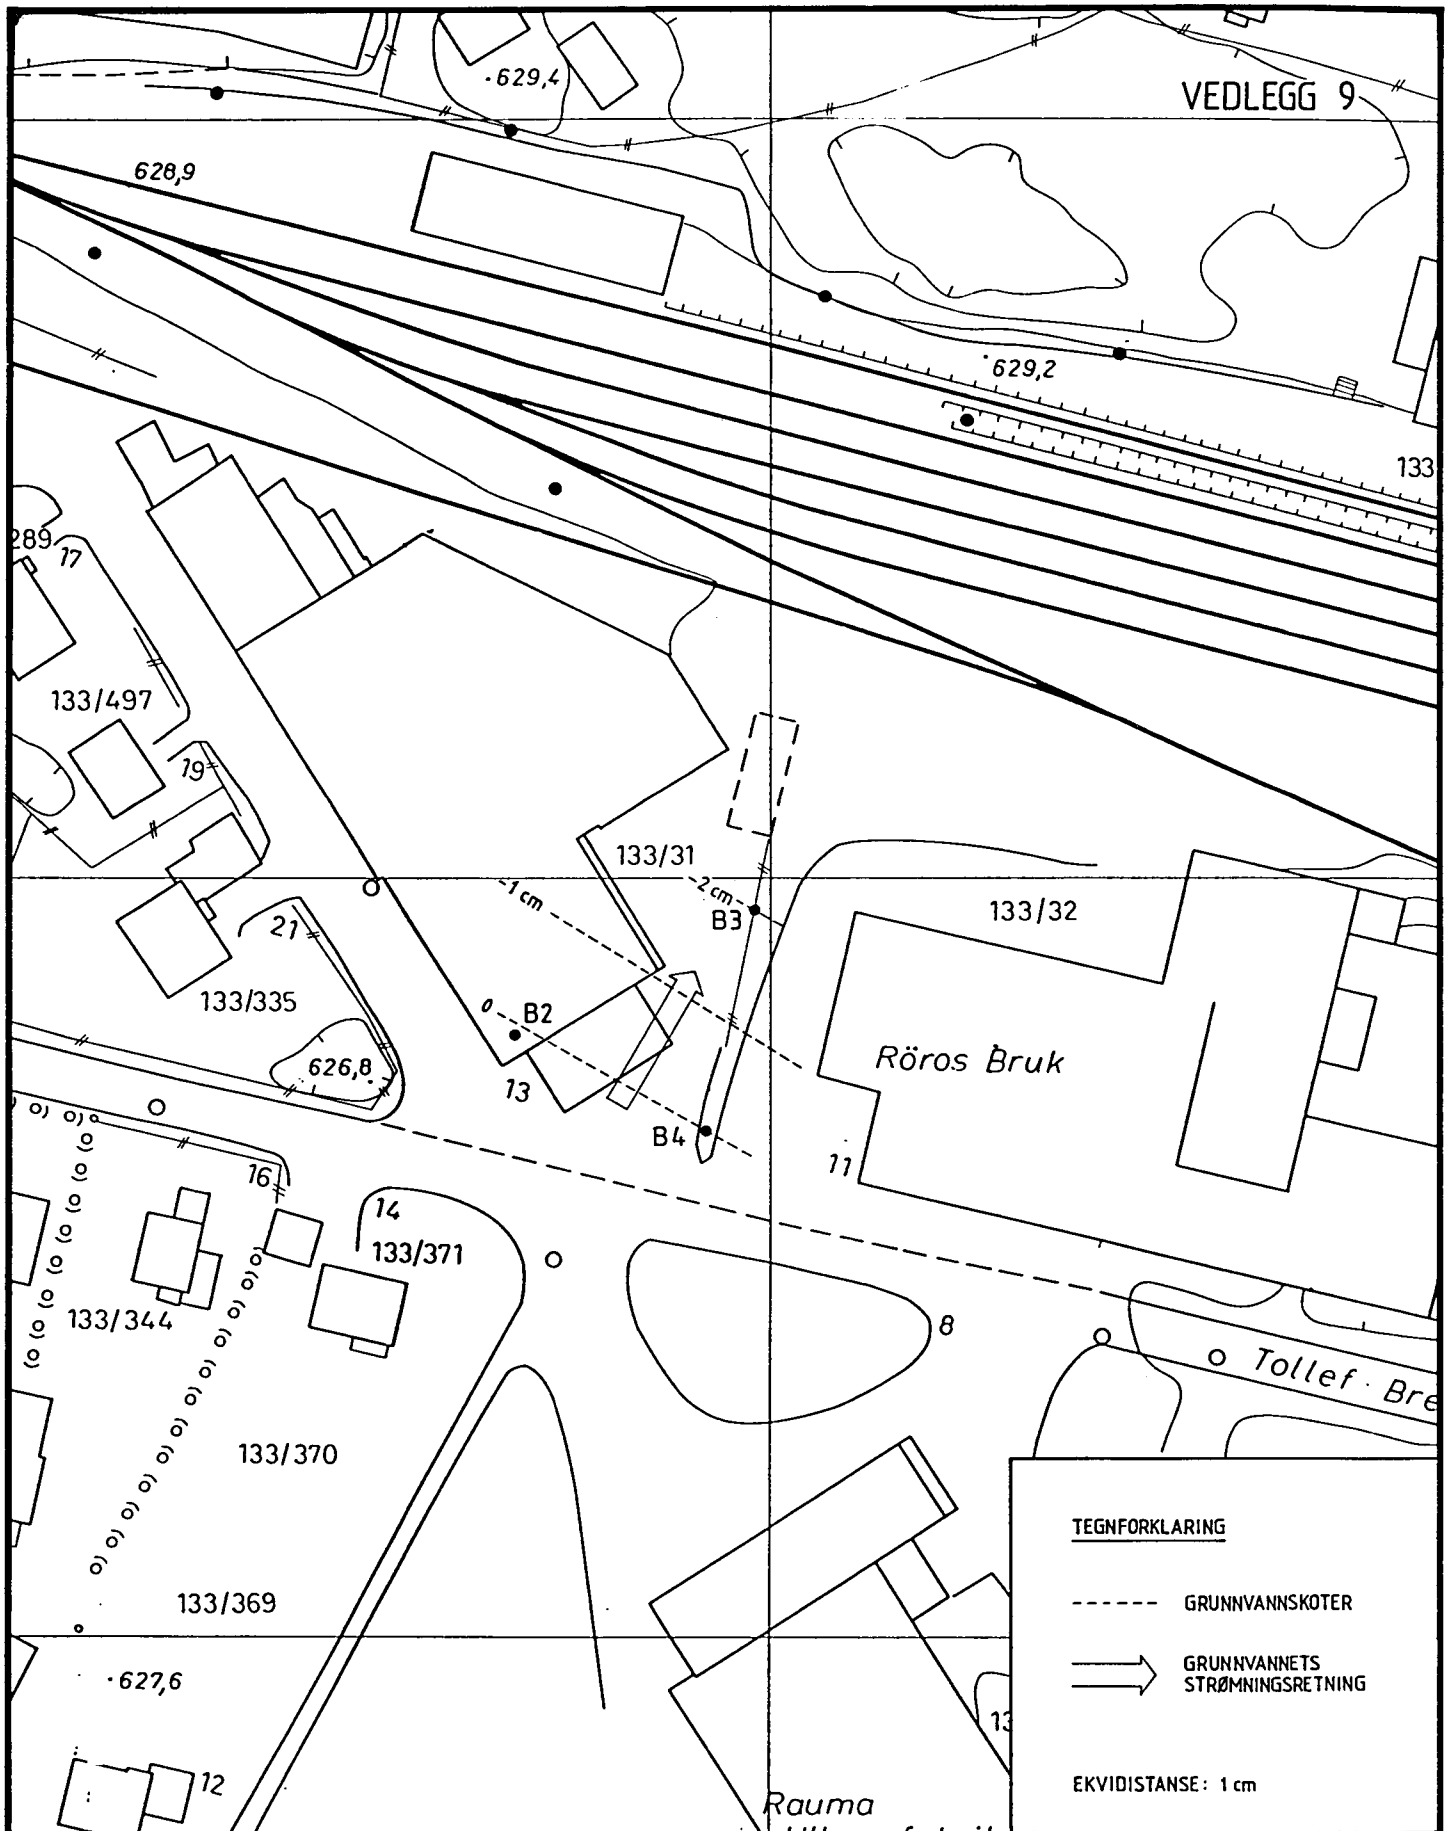 VEDLEGG 9
629,4
628,9
629,2
133
289
17
133/497
19
133/31
-1 cm
-2 cm
B3
133/32
21
133/335
0
B2
626,8
13
Röros Bruk
B4
11
16
14
133/371
133/344
8
Tollef Bre
133/370
TEGNFORKLARING
GRUNNVANNSKOTER
133/369
GRUNNVANNETS
STRØMNINGSRETNING
627,6
13
12
EKVIDISTANSE: 1 cm
Rauma